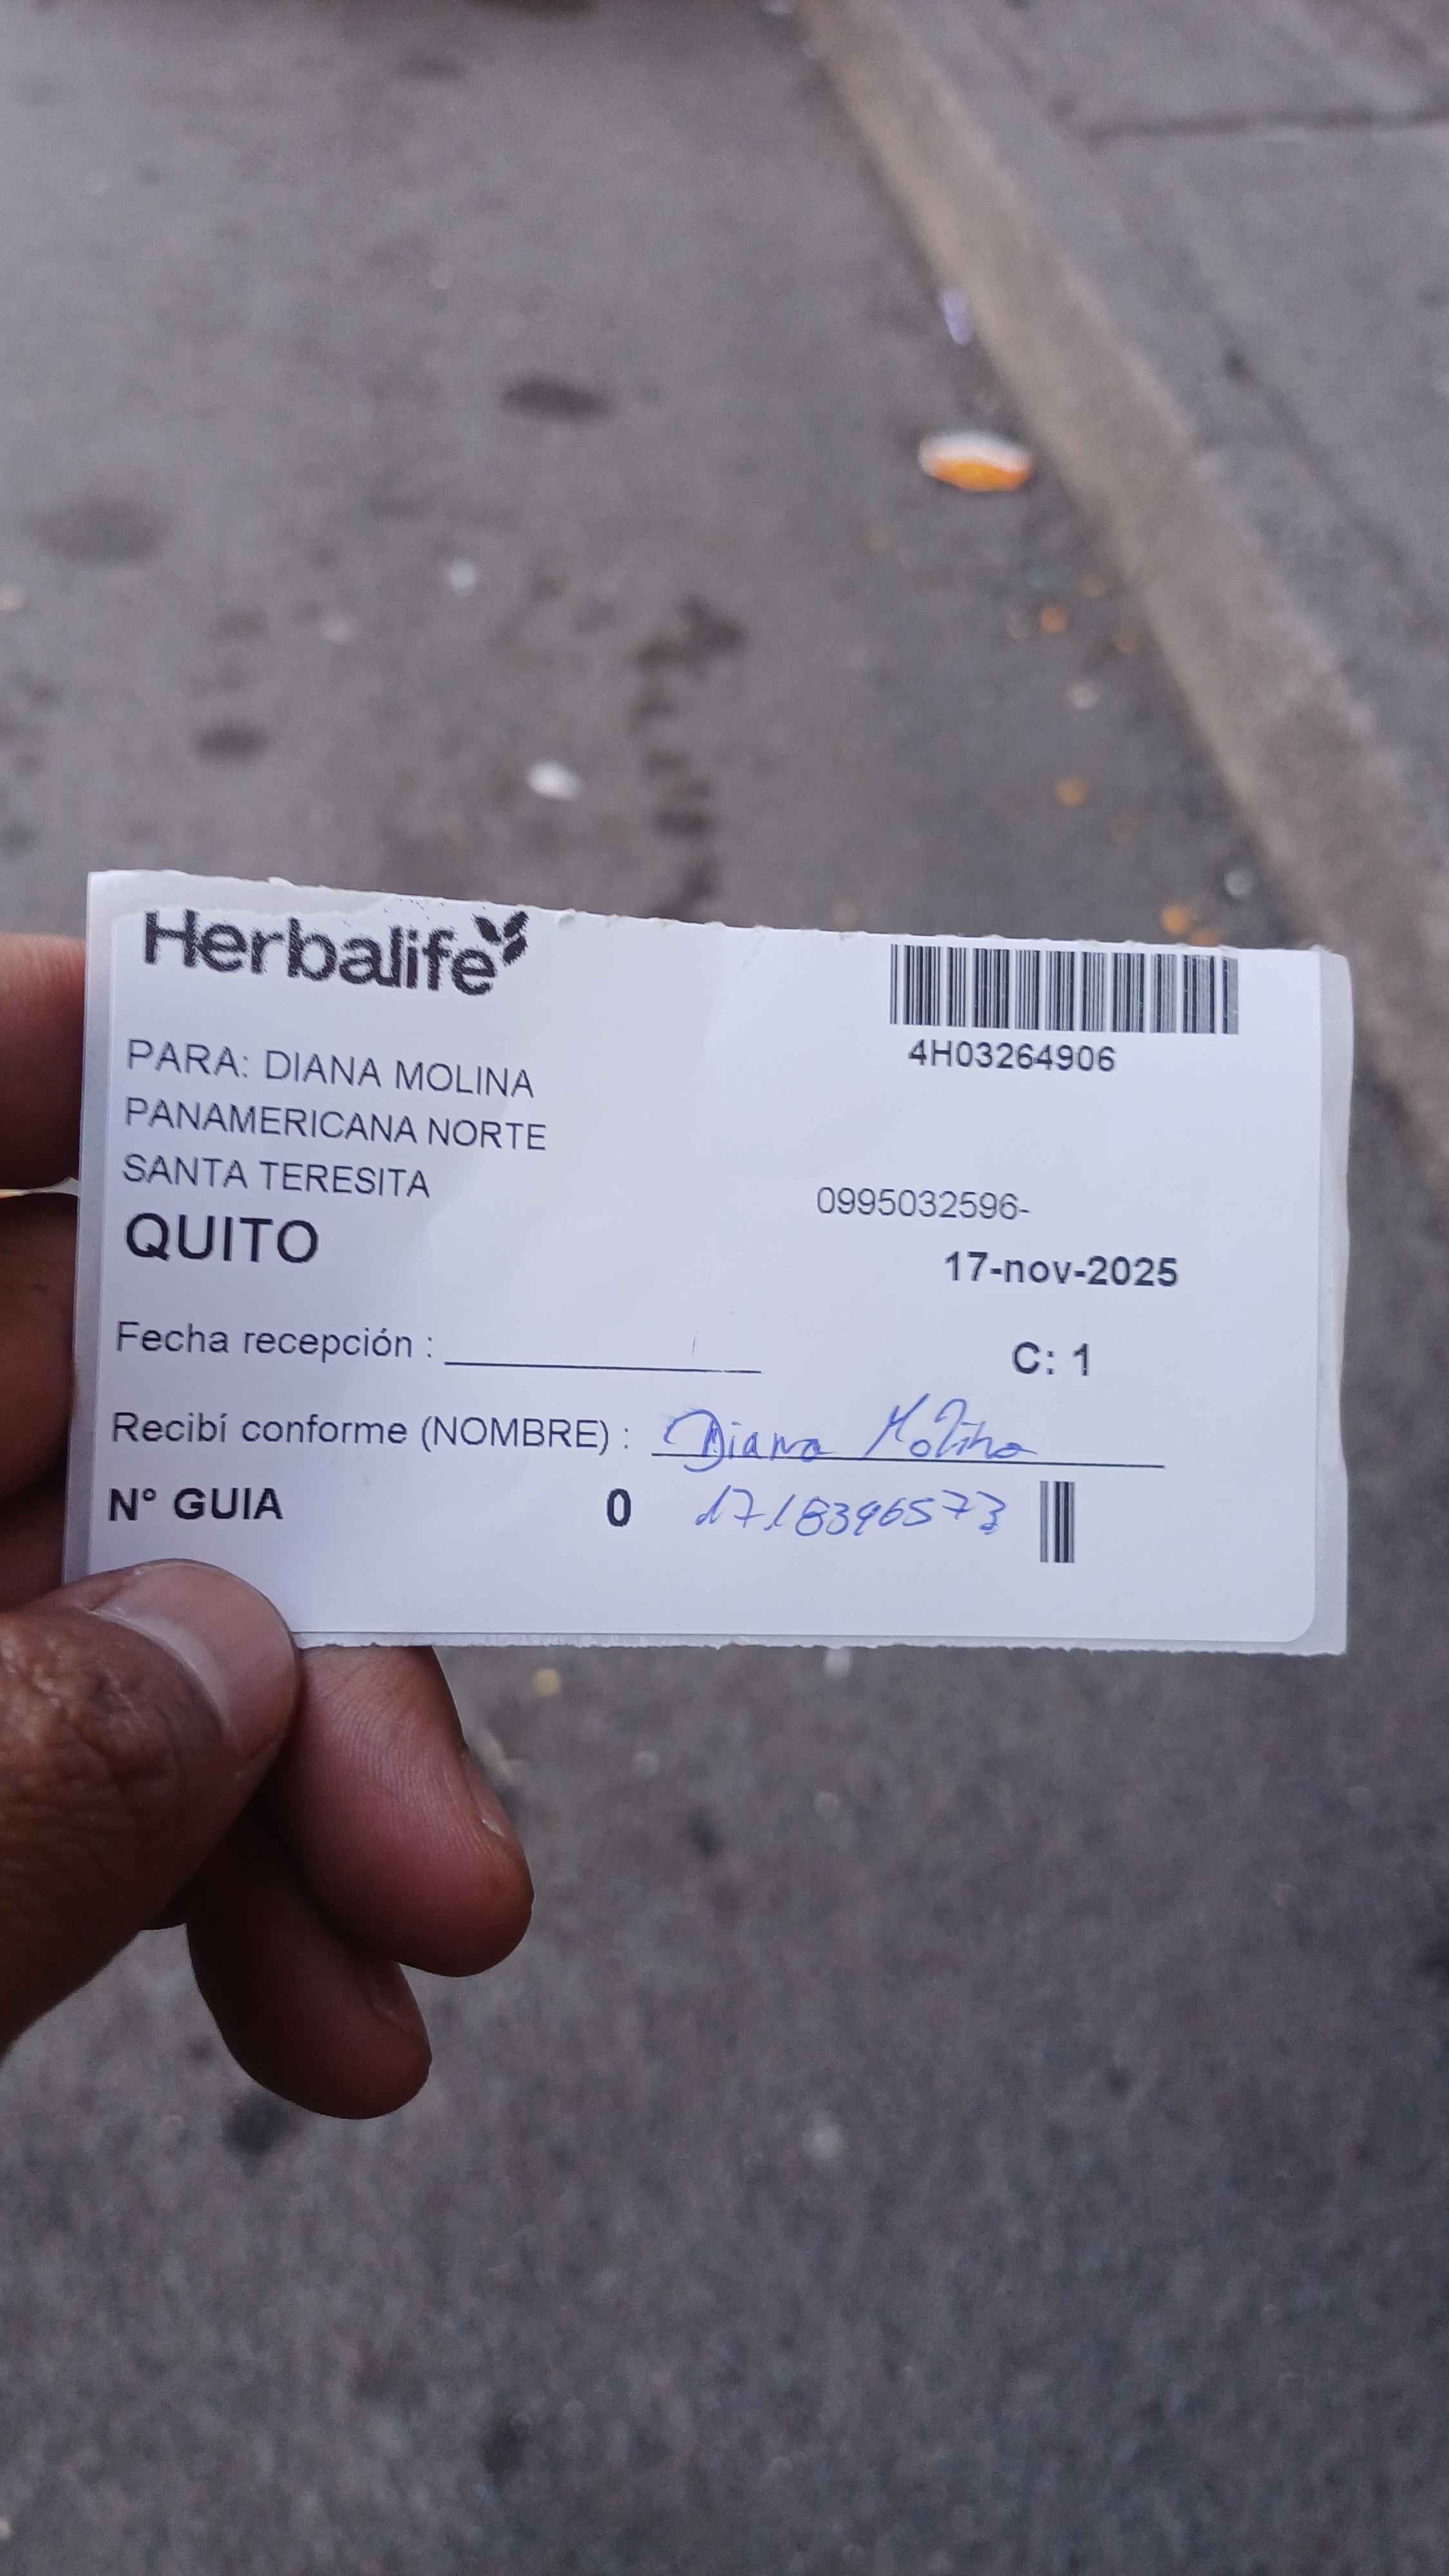 Herbalife
4H03264906
PARA: DIANA MOLINA
PANAMERICANA NORTE
SANTA TERESITA
0995032596-
QUITO
17-nov-2025
Fecha recepción : 
C: 1
Recibí conforme (NOMBRE) : Diana Molina
N° GUIA 0 1718396573